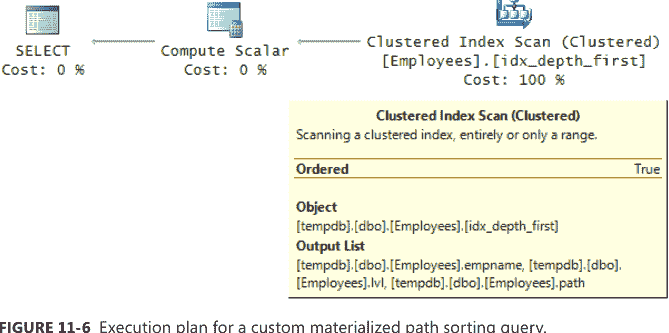 SELECT
Cost: 0 %
Compute Scalar
Cost: 0 %
Clustered Index Scan (Clustered)
[Employees].[idx_depth_first]
Cost: 100 %
Clustered Index Scan (Clustered)
Scanning a clustered index, entirely or only a range.
Ordered True
Object
[tempdb].[dbo].[Employees].[idx_depth_first]
Output List
[tempdb].[dbo].[Employees].empname, [tempdb].[dbo].
[Employees].lvl, [tempdb].[dbo].[Employees].path
FIGURE 11-6 Execution plan for a custom materialized path sorting query.